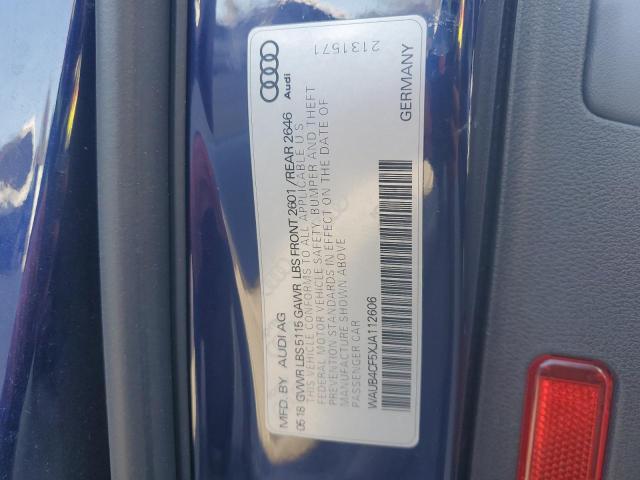 MFD. BY AUDI AG
05.18 GVWR LBS 5115 GAWR LBS FRONT 2601 / REAR 2646
THIS VEHICLE CONFORMS TO ALL APPLICABLE U.S.
FEDERAL MOTOR VEHICLE SAFETY, BUMPER AND THEFT
PREVENTION STANDARDS IN EFFECT ON THE DATE OF
MANUFACTURE SHOWN ABOVE
PASSENGER CAR
WAUB4CF5XJA112606
GERMANY
Audi
2131571